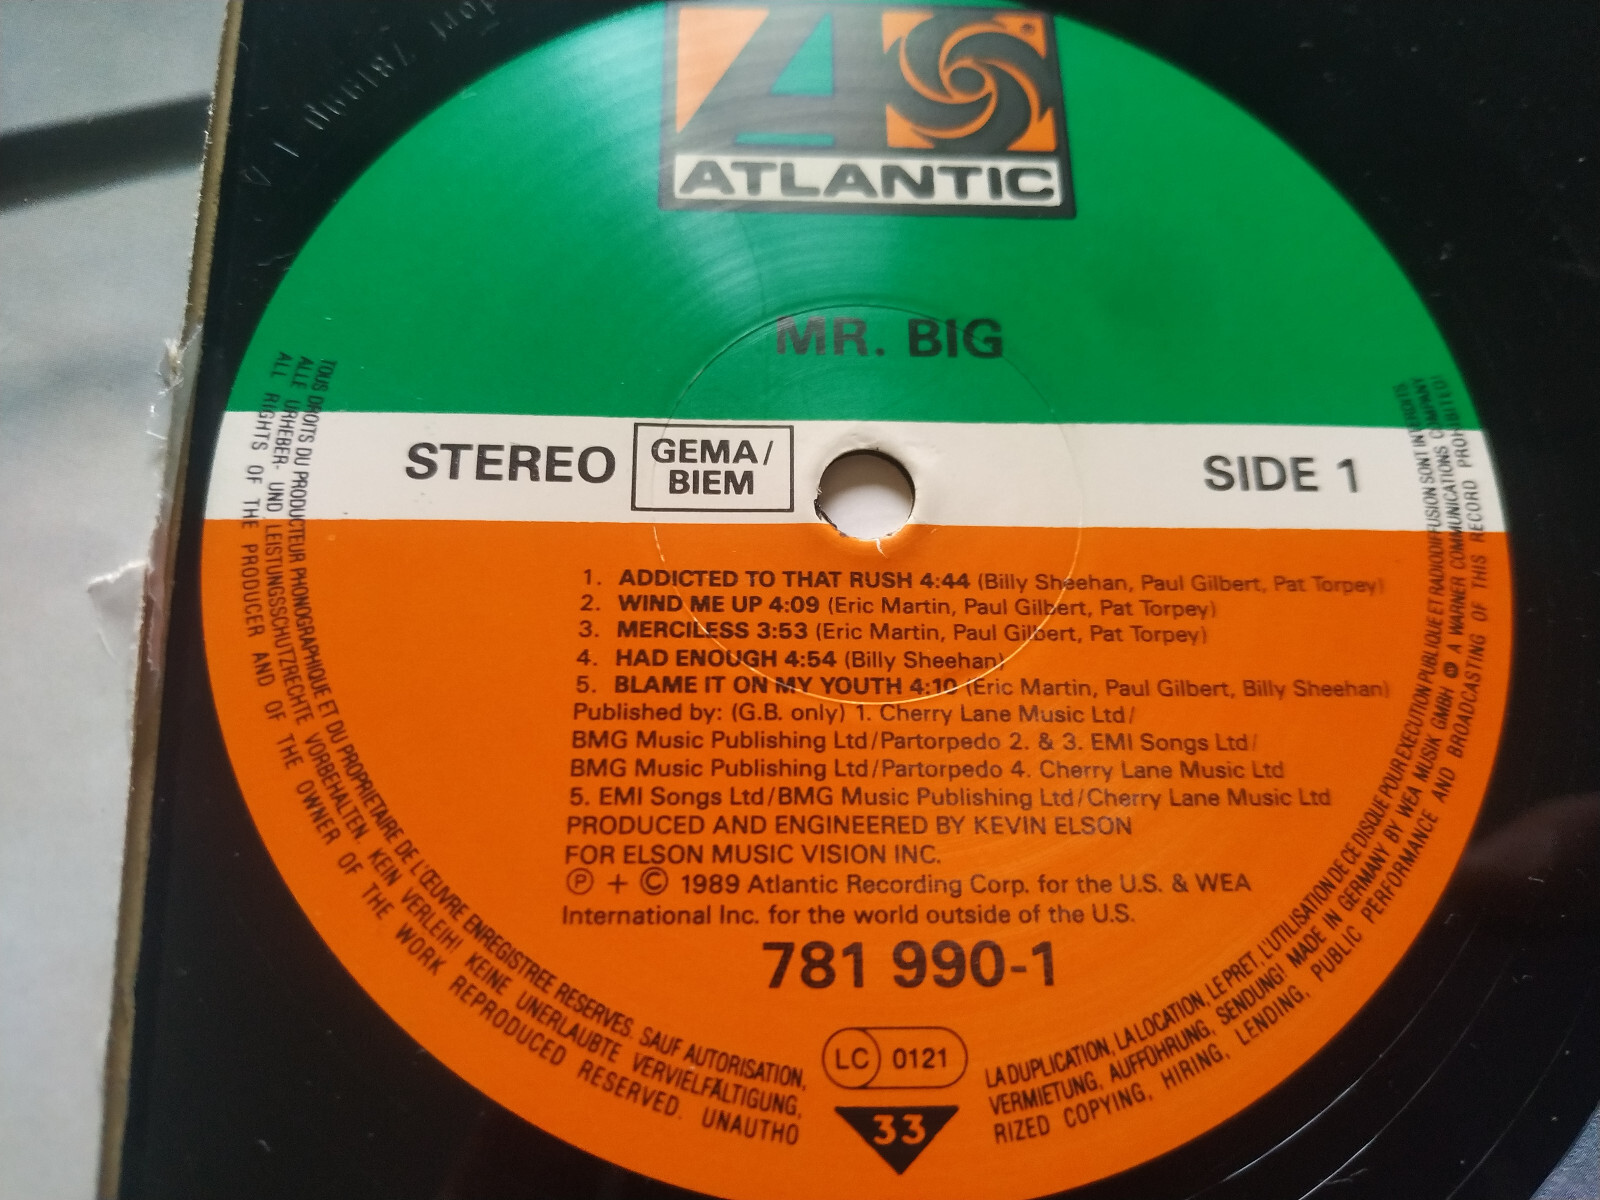 ATLANTIC
MR. BIG
STEREO
GEMA/
BIEM
SIDE 1
1. ADDICTED TO THAT RUSH 4:44 (Billy Sheehan, Paul Gilbert, Pat Torpey)
2. WIND ME UP 4:09 (Eric Martin, Paul Gilbert, Pat Torpey)
3. MERCILESS 3:53 (Eric Martin, Paul Gilbert, Pat Torpey)
4. HAD ENOUGH 4:54 (Billy Sheehan)
5. BLAME IT ON MY YOUTH 4:10 (Eric Martin, Paul Gilbert, Billy Sheehan)
Published by: (G.B. only) 1. Cherry Lane Music Ltd/
BMG Music Publishing Ltd/Partorpedo 2. & 3. EMI Songs Ltd/
BMG Music Publishing Ltd/Partorpedo 4. Cherry Lane Music Ltd
5. EMI Songs Ltd/BMG Music Publishing Ltd/Cherry Lane Music Ltd
PRODUCED AND ENGINEERED BY KEVIN ELSON
FOR ELSON MUSIC VISION INC.
℗ + © 1989 Atlantic Recording Corp. for the U.S. & WEA
International Inc. for the world outside of the U.S.
781 990-1
LC 0121
33
TOUS DROITS DU PRODUCTEUR PHONOGRAPHIQUE ET DU PROPRIETAIRE DE L'ŒUVRE ENREGISTREE RESERVES. SAUF AUTORISATION, LA DUPLICATION, LA LOCATION, LE PRET, L'UTILISATION DE CE DISQUE POUR EXECUTION PUBLIQUE ET RADIODIFFUSION SONT INTERDITS
ALLE URHEBER- UND LEISTUNGSSCHUTZRECHTE VORBEHALTEN. KEIN VERLEIH! KEINE UNERLAUBTE VERVIELFÄLTIGUNG, VERMIETUNG, AUFFÜHRUNG, SENDUNG! MADE IN GERMANY BY WEA MUSIK GMBH A WARNER COMMUNICATIONS COMPANY
ALL RIGHTS OF THE PRODUCER AND OF THE OWNER OF THE WORK REPRODUCED RESERVED. UNAUTHORIZED COPYING, HIRING, LENDING, PUBLIC PERFORMANCE AND BROADCASTING OF THIS RECORD PROHIBITED!